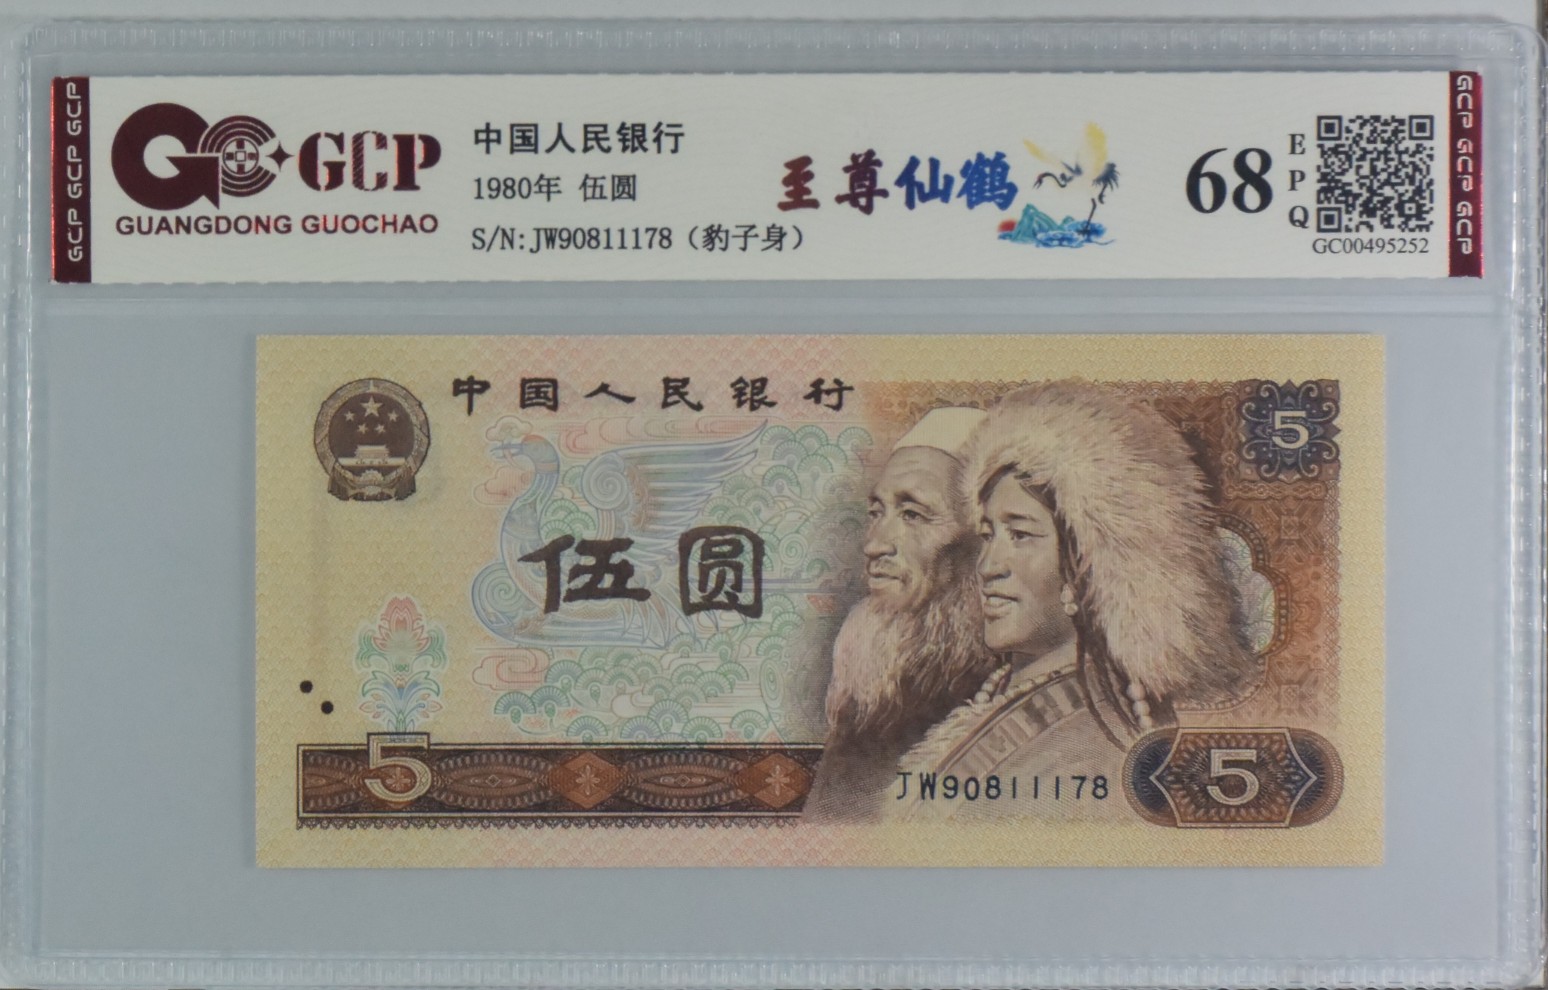 GCP GCP GCP
GCP
GUANGDONG GUOCHAO
中国人民银行
1980年 伍圆
S/N:JW90811178（豹子身）
至尊仙鹤
68
EPQ
GC00495252
GCP GCP GCP
中国人民银行
5
伍圆
5
JW90811178
5